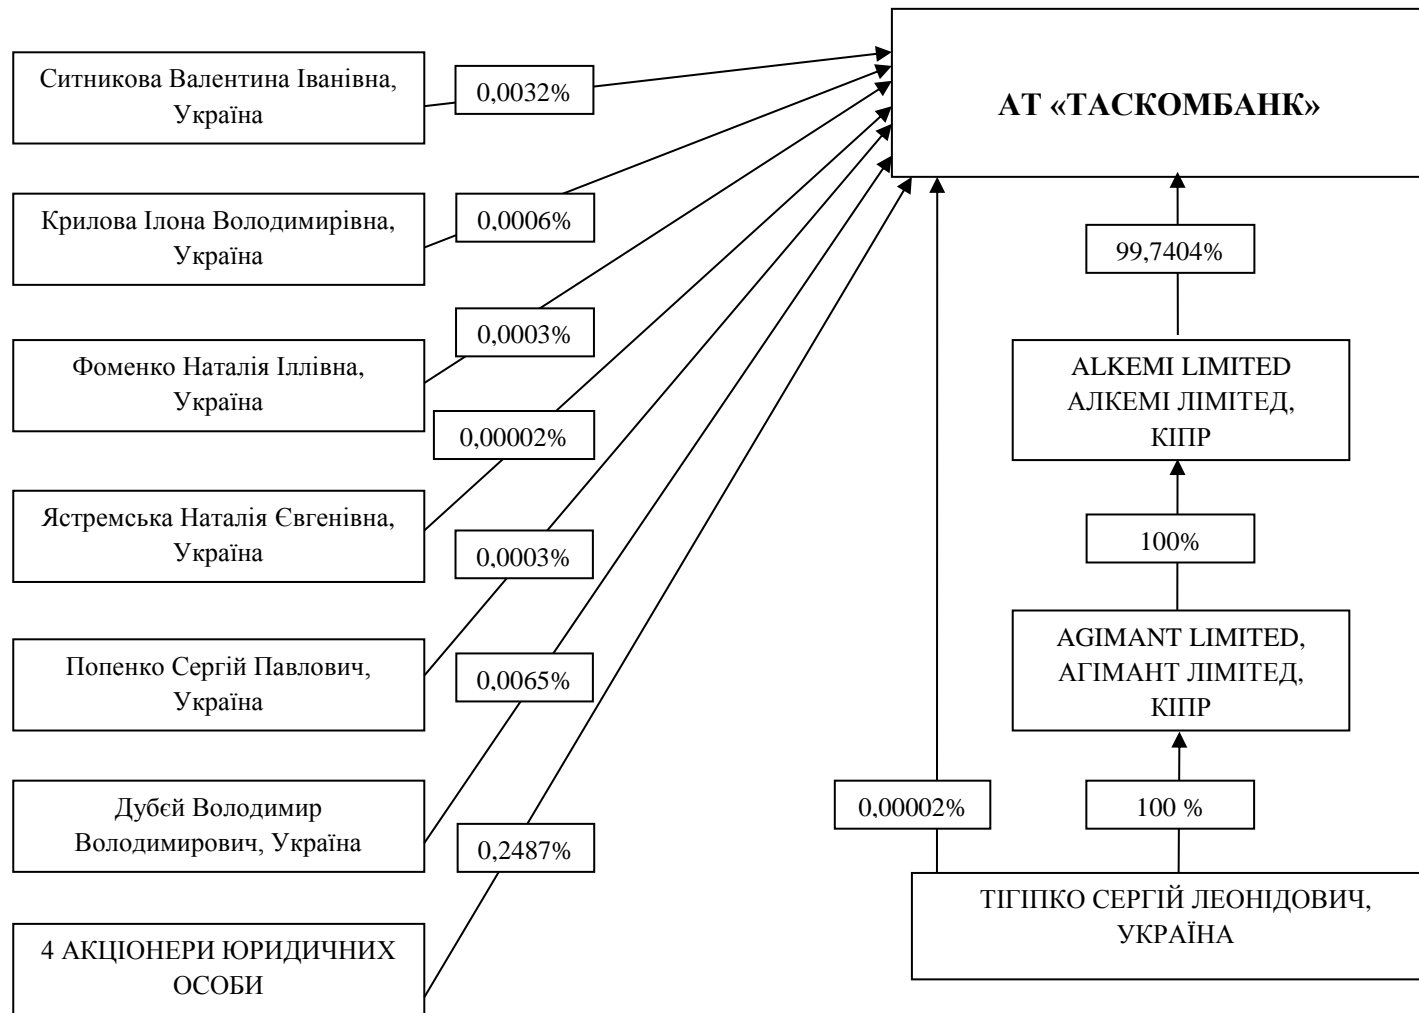 Ситникова Валентина Іванівна,
Україна
0,0032%
АТ «ТАСКОМБАНК»
Крилова Ілона Володимирівна,
Україна
0,0006%
99,7404%
Фоменко Наталія Іллівна,
Україна
0,0003%
ALKEMI LIMITED
АЛКЕМІ ЛІМІТЕД,
КІПР
0,00002%
Ястремська Наталія Євгенівна,
Україна
0,0003%
100%
Попенко Сергій Павлович,
Україна
0,0065%
AGIMANT LIMITED,
АГІМАНТ ЛІМІТЕД,
КІПР
Дубєй Володимир
Володимирович, Україна
0,2487%
0,00002%
100 %
4 АКЦІОНЕРИ ЮРИДИЧНИХ
ОСОБИ
ТІГІПКО СЕРГІЙ ЛЕОНІДОВИЧ,
УКРАЇНА